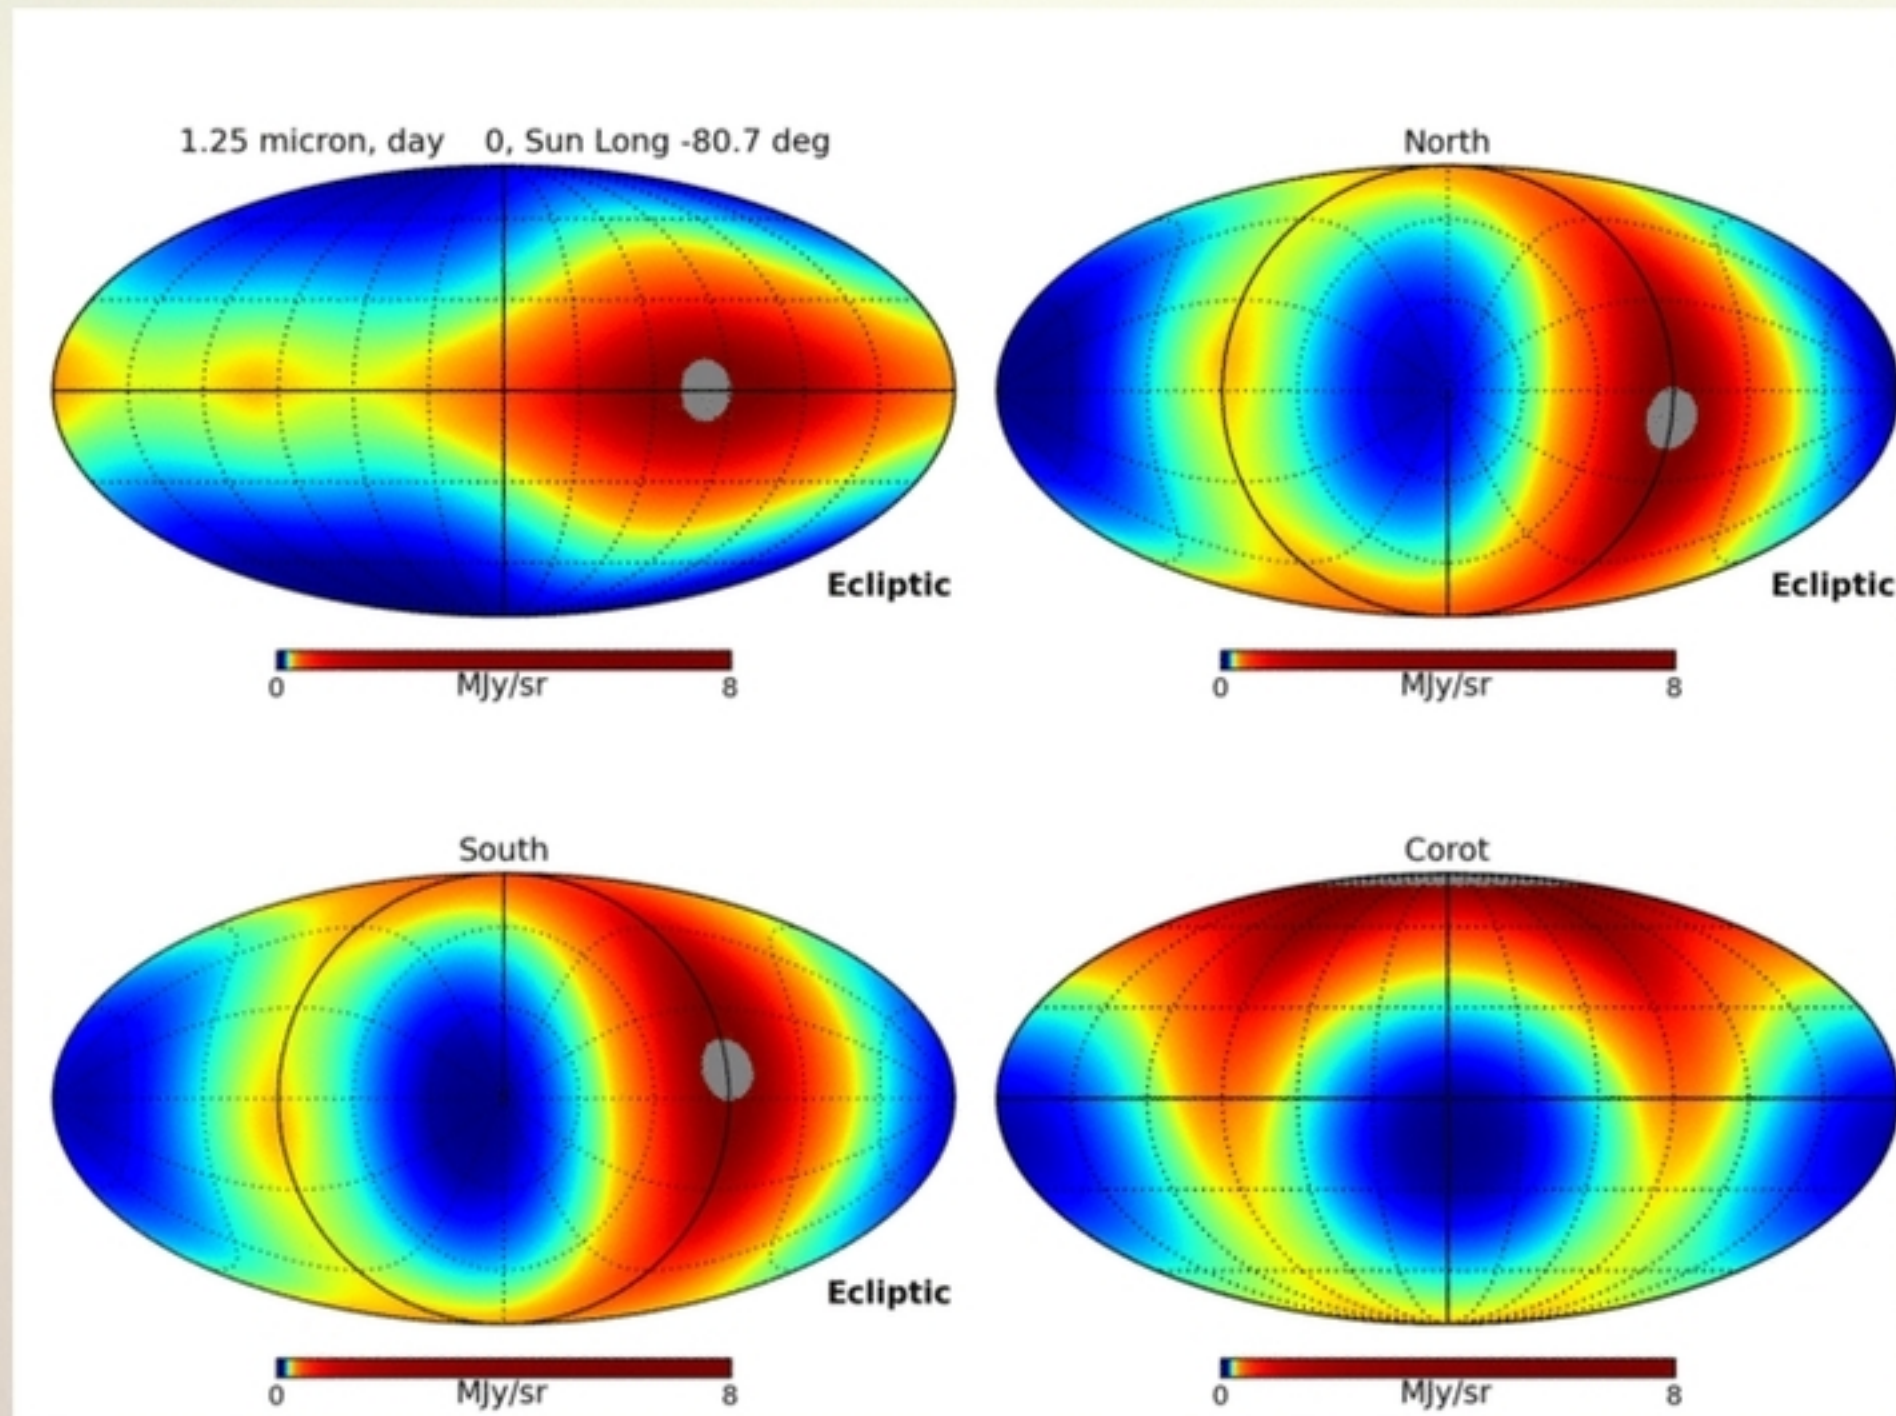 1.25 micron, day 0, Sun Long -80.7 deg
North
Ecliptic
Ecliptic
0 MJy/sr 8
0 MJy/sr 8
South
Corot
Ecliptic
0 MJy/sr 8
0 MJy/sr 8